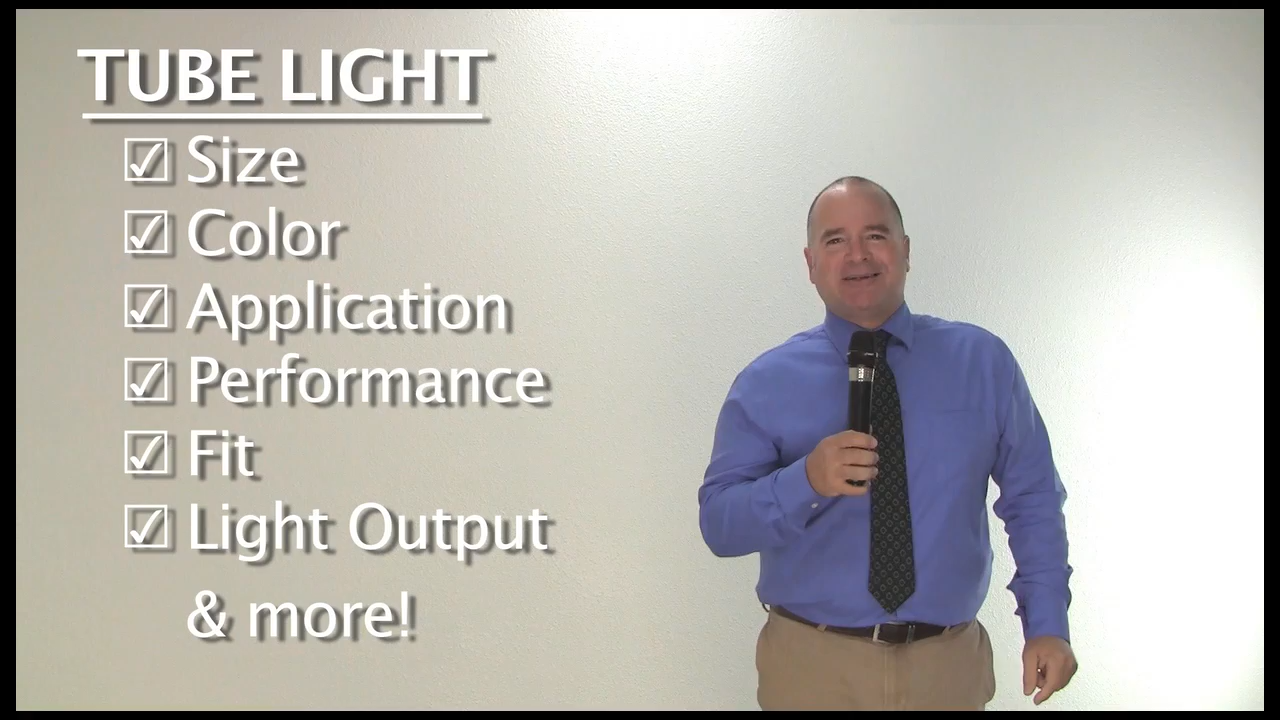 TUBE LIGHT
☑ Size
☑ Color
☑ Application
☑ Performance
☑ Fit
☑ Light Output
& more!